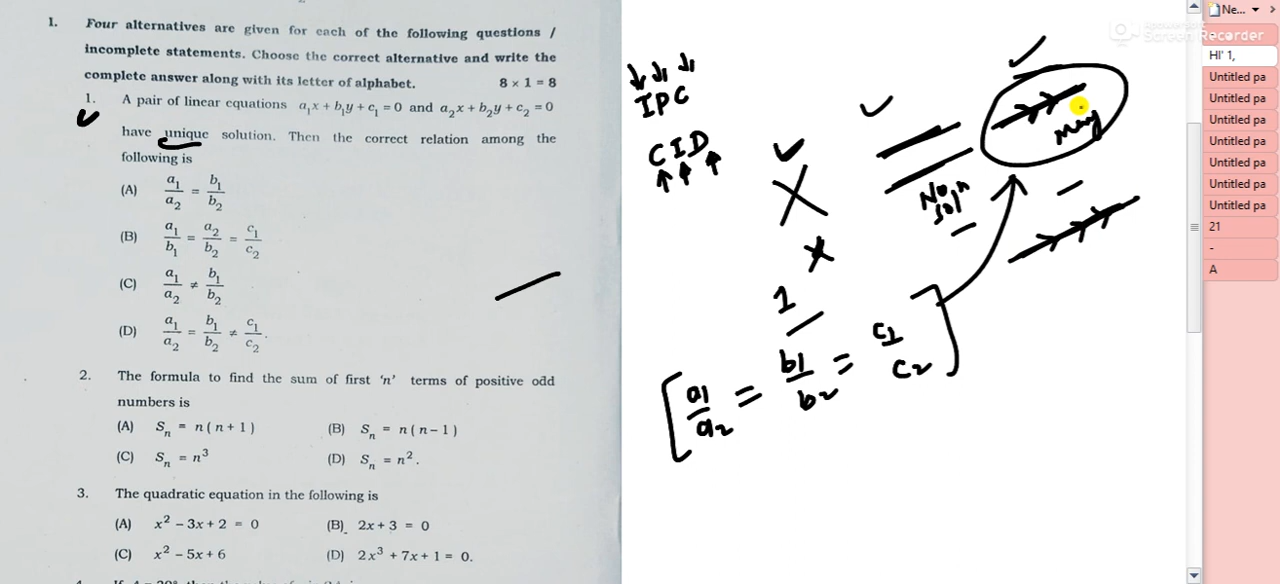 1. Four alternatives are given for each of the following questions /
incomplete statements. Choose the correct alternative and write the
complete answer along with its letter of alphabet. 8 × 1 = 8
1. A pair of linear equations a₁x + b₁y + c₁ = 0 and a₂x + b₂y + c₂ = 0
have unique solution. Then the correct relation among the
following is
(A) a₁/a₂ = b₁/b₂
(B) a₁/b₁ = a₂/b₂ = c₁/c₂
(C) a₁/a₂ ≠ b₁/b₂
(D) a₁/a₂ = b₁/b₂ ≠ c₁/c₂.
2. The formula to find the sum of first 'n' terms of positive odd
numbers is
(A) Sₙ = n ( n + 1 ) (B) Sₙ = n ( n − 1 )
(C) Sₙ = n³ (D) Sₙ = n².
3. The quadratic equation in the following is
(A) x² − 3x + 2 = 0 (B) 2x + 3 = 0
(C) x² − 5x + 6 (D) 2x³ + 7x + 1 = 0.
IPC
CID
No
solⁿ
Many
1
[a1/a2 = b1/b2 = c1/c2]
Screen Recorder
Ne...
HI' 1,
Untitled pa
Untitled pa
Untitled pa
Untitled pa
Untitled pa
Untitled pa
Untitled pa
21
-
A